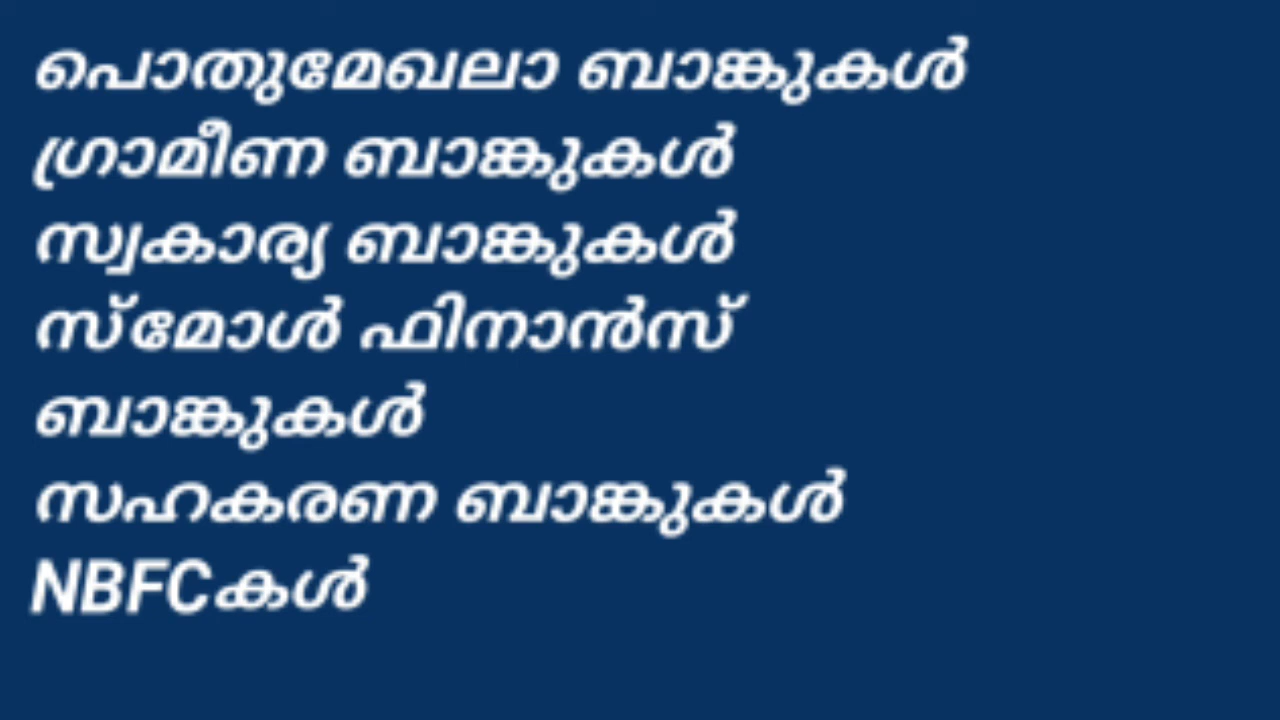 പൊതുമേഖലാ ബാങ്കുകൾ
ഗ്രാമീണ ബാങ്കുകൾ
സ്വകാര്യ ബാങ്കുകൾ
സ്മോൾ ഫിനാൻസ്
ബാങ്കുകൾ
സഹകരണ ബാങ്കുകൾ
NBFCകൾ